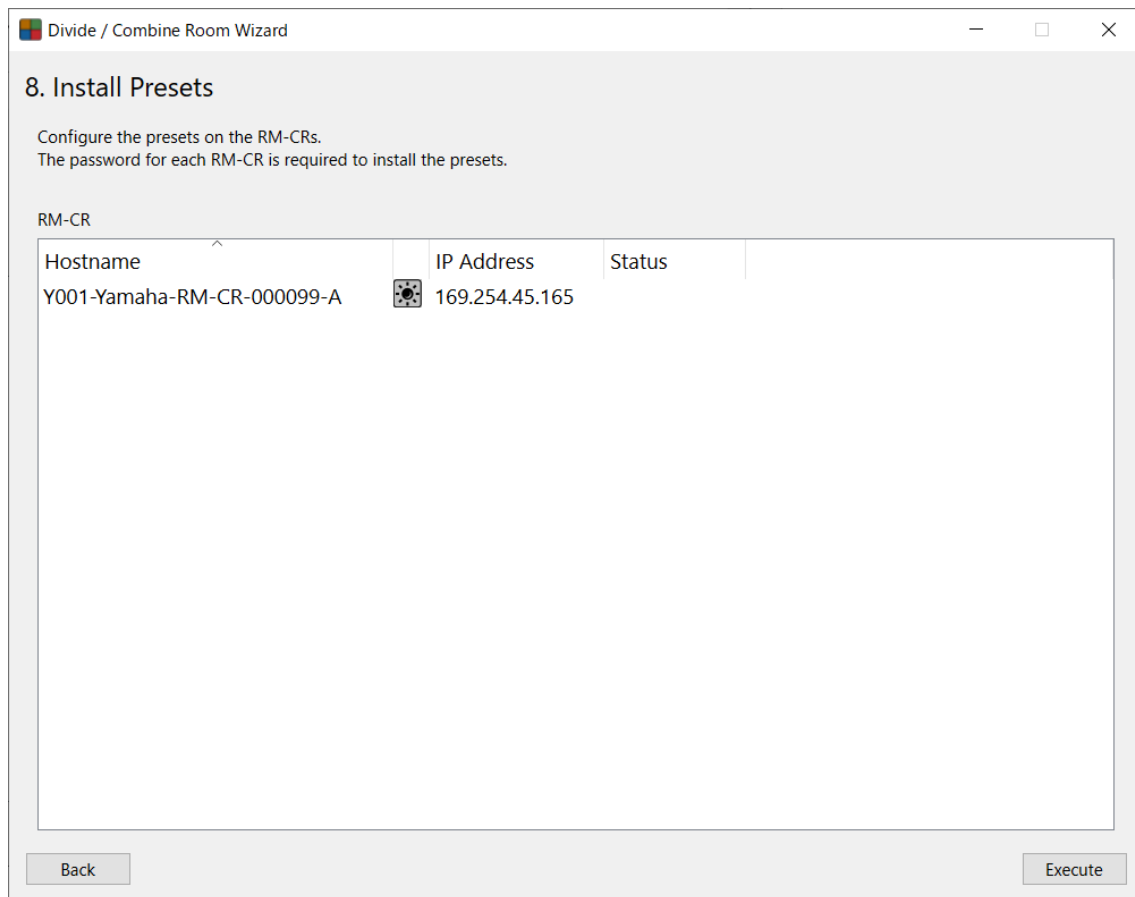 Divide / Combine Room Wizard
8. Install Presets
Configure the presets on the RM-CRs.
The password for each RM-CR is required to install the presets.
RM-CR
Hostname IP Address Status
Y001-Yamaha-RM-CR-000099-A 169.254.45.165
Back Execute